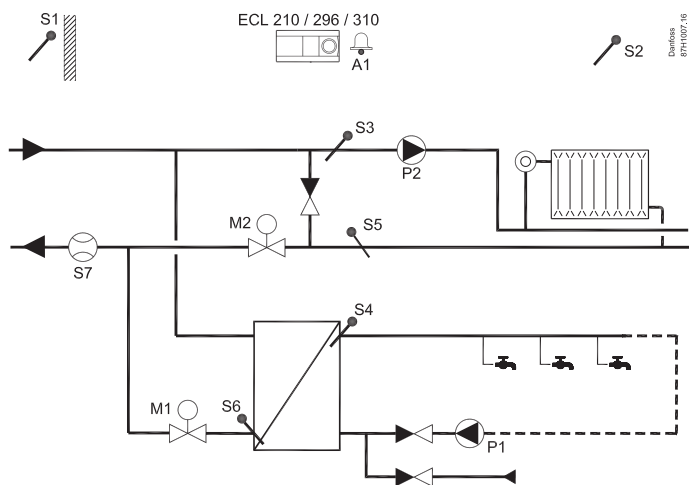 S1
ECL 210 / 296 / 310
A1
S2
Danfoss
87H1007.16
S3
P2
M2
S5
S7
S4
M1
S6
P1